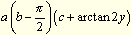 a(b − π/2)(c + arctan 2y)